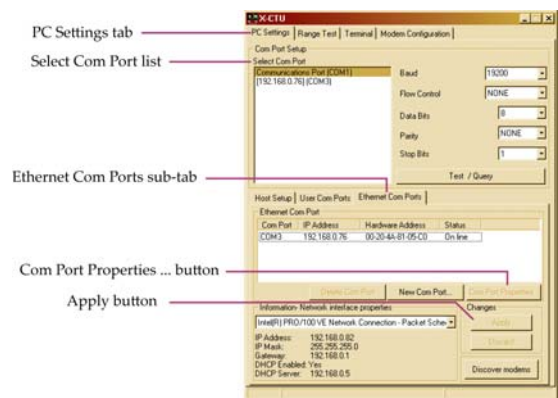 X-CTU
PC Settings tab
PC Settings Range Test Terminal Modem Configuration
Com Port Setup
Select Com Port list
Select Com Port
Communications Port (COM1)
(192.168.0.76) (COM3)
Baud 19200
Flow Control NONE
Data Bits 8
Parity NONE
Stop Bits 1
Test / Query
Ethernet Com Ports sub-tab
Host Setup User Com Ports Ethernet Com Ports
Ethernet Com Port
Com Port IP Address Hardware Address Status
COM3 192.168.0.76 00-20-4A-81-05-C0 On line
Com Port Properties ... button
Delete Com Port New Com Port... Com Port Properties
Apply button
Information- Network interface properties
Changes
Intel(R) PRO/100 VE Network Connection - Packet Sche
Apply
IP Address: 192.168.0.82
IP Mask: 255.255.255.0
Gateway: 192.168.0.1
DHCP Enabled: Yes
DHCP Server: 192.168.0.5
Discard
Discover modems